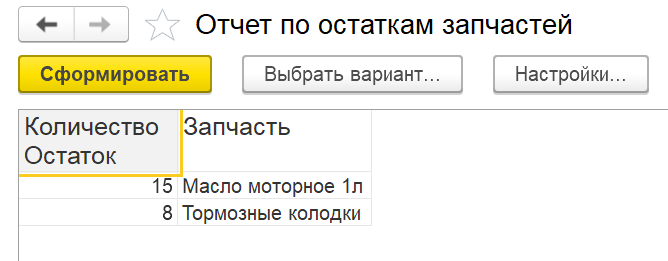 Отчет по остаткам запчастей
Сформировать Выбрать вариант... Настройки...
Количество Остаток Запчасть
15 Масло моторное 1л
8 Тормозные колодки